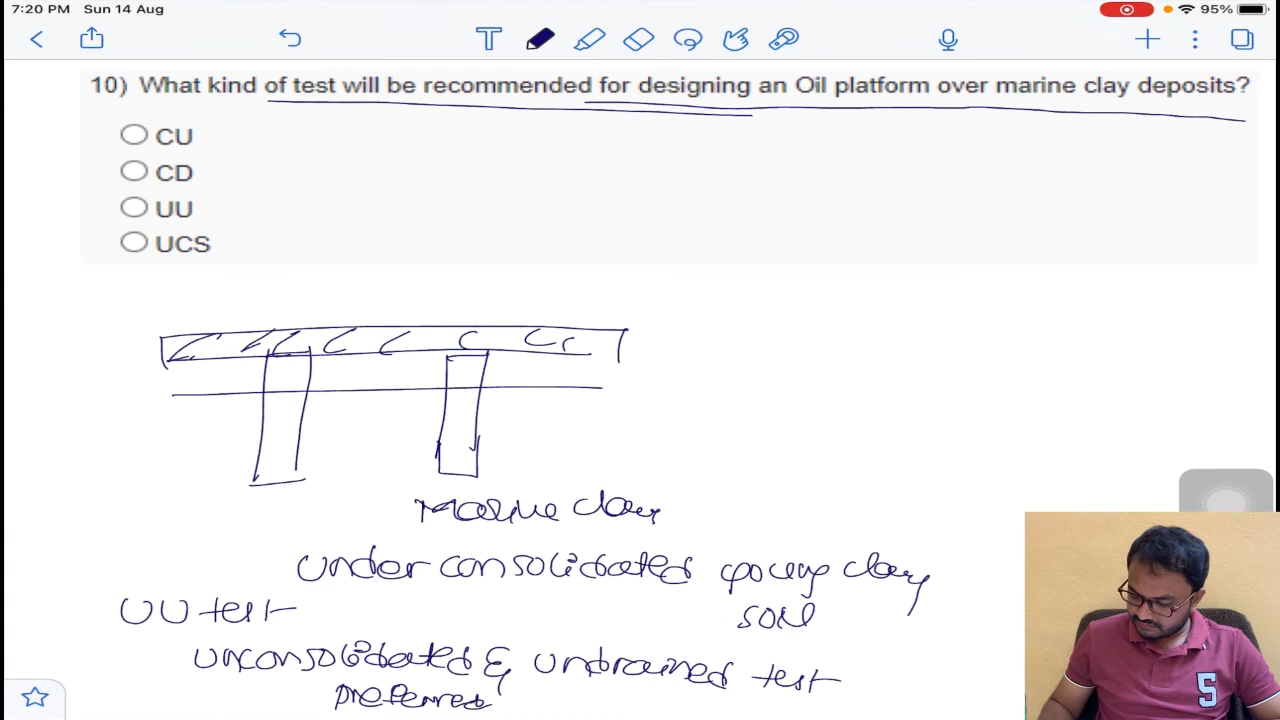 7:20 PM Sun 14 Aug 95%
T
10) What kind of test will be recommended for designing an Oil platform over marine clay deposits?
CU
CD
UU
UCS
Marine clay
under consolidated young clay
soil
UU test
unconsolidated & undrained test
preferred
5